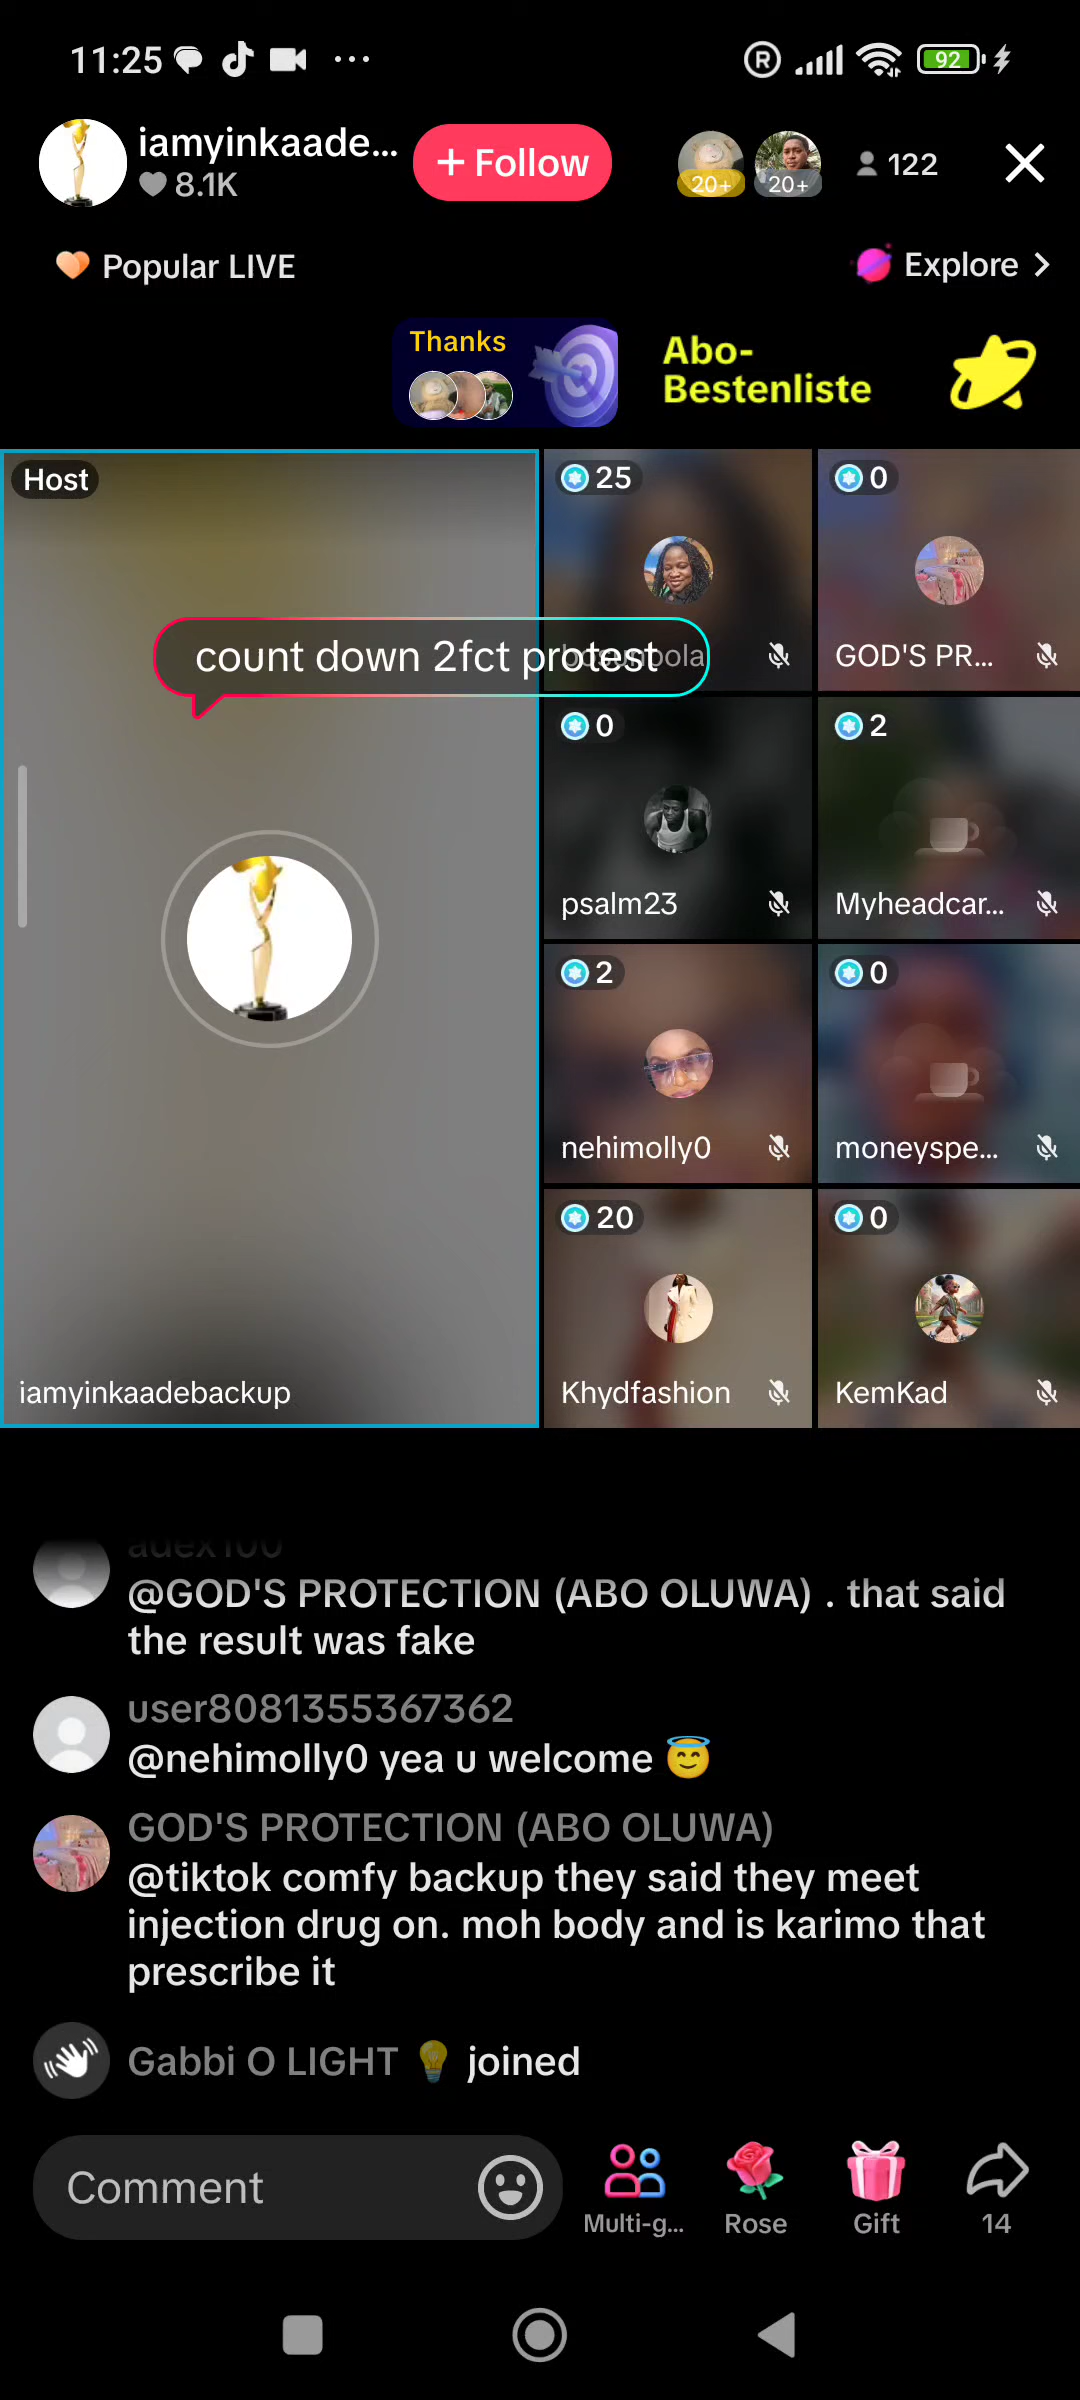 11:25
92
iamyinkaade...
8.1K
+ Follow
20+
20+
122
Popular LIVE
Explore
Thanks
Abo-
Bestenliste
Host
25
0
count down 2fct protest
GOD'S PR...
0
2
psalm23
Myheadcar...
2
0
nehimolly0
moneyspe...
20
0
iamyinkaadebackup
Khydfashion
KemKad
adex100
@GOD'S PROTECTION (ABO OLUWA) . that said
the result was fake
user8081355367362
@nehimolly0 yea u welcome 😇
GOD'S PROTECTION (ABO OLUWA)
@tiktok comfy backup they said they meet
injection drug on. moh body and is karimo that
prescribe it
Gabbi O LIGHT 💡 joined
Comment
Multi-g...
Rose
Gift
14